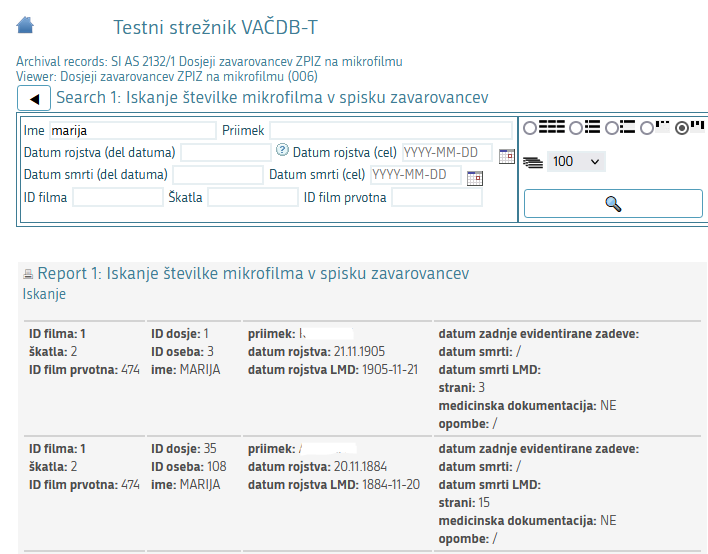 Testni strežnik VAČDB-T
Archival records: SI AS 2132/1 Dosjeji zavarovancev ZPIZ na mikrofilmu
Viewer: Dosjeji zavarovancev ZPIZ na mikrofilmu (006)
Search 1: Iskanje številke mikrofilma v spisku zavarovancev
Ime marija Priimek
Datum rojstva (del datuma) Datum rojstva (cel) YYYY-MM-DD
100
Datum smrti (del datuma) Datum smrti (cel) YYYY-MM-DD
ID filma Škatla ID film prvotna
Report 1: Iskanje številke mikrofilma v spisku zavarovancev
Iskanje
ID filma: 1 ID dosje: 1 priimek: datum zadnje evidentirane zadeve:
škatla: 2 ID oseba: 3 datum rojstva: 21.11.1905 datum smrti: /
ID film prvotna: 474 ime: MARIJA datum rojstva LMD: 1905-11-21 datum smrti LMD:
strani: 3
medicinska dokumentacija: NE
opombe: /
ID filma: 1 ID dosje: 35 priimek: datum zadnje evidentirane zadeve:
škatla: 2 ID oseba: 108 datum rojstva: 20.11.1884 datum smrti: /
ID film prvotna: 474 ime: MARIJA datum rojstva LMD: 1884-11-20 datum smrti LMD:
strani: 15
medicinska dokumentacija: NE
opombe: /